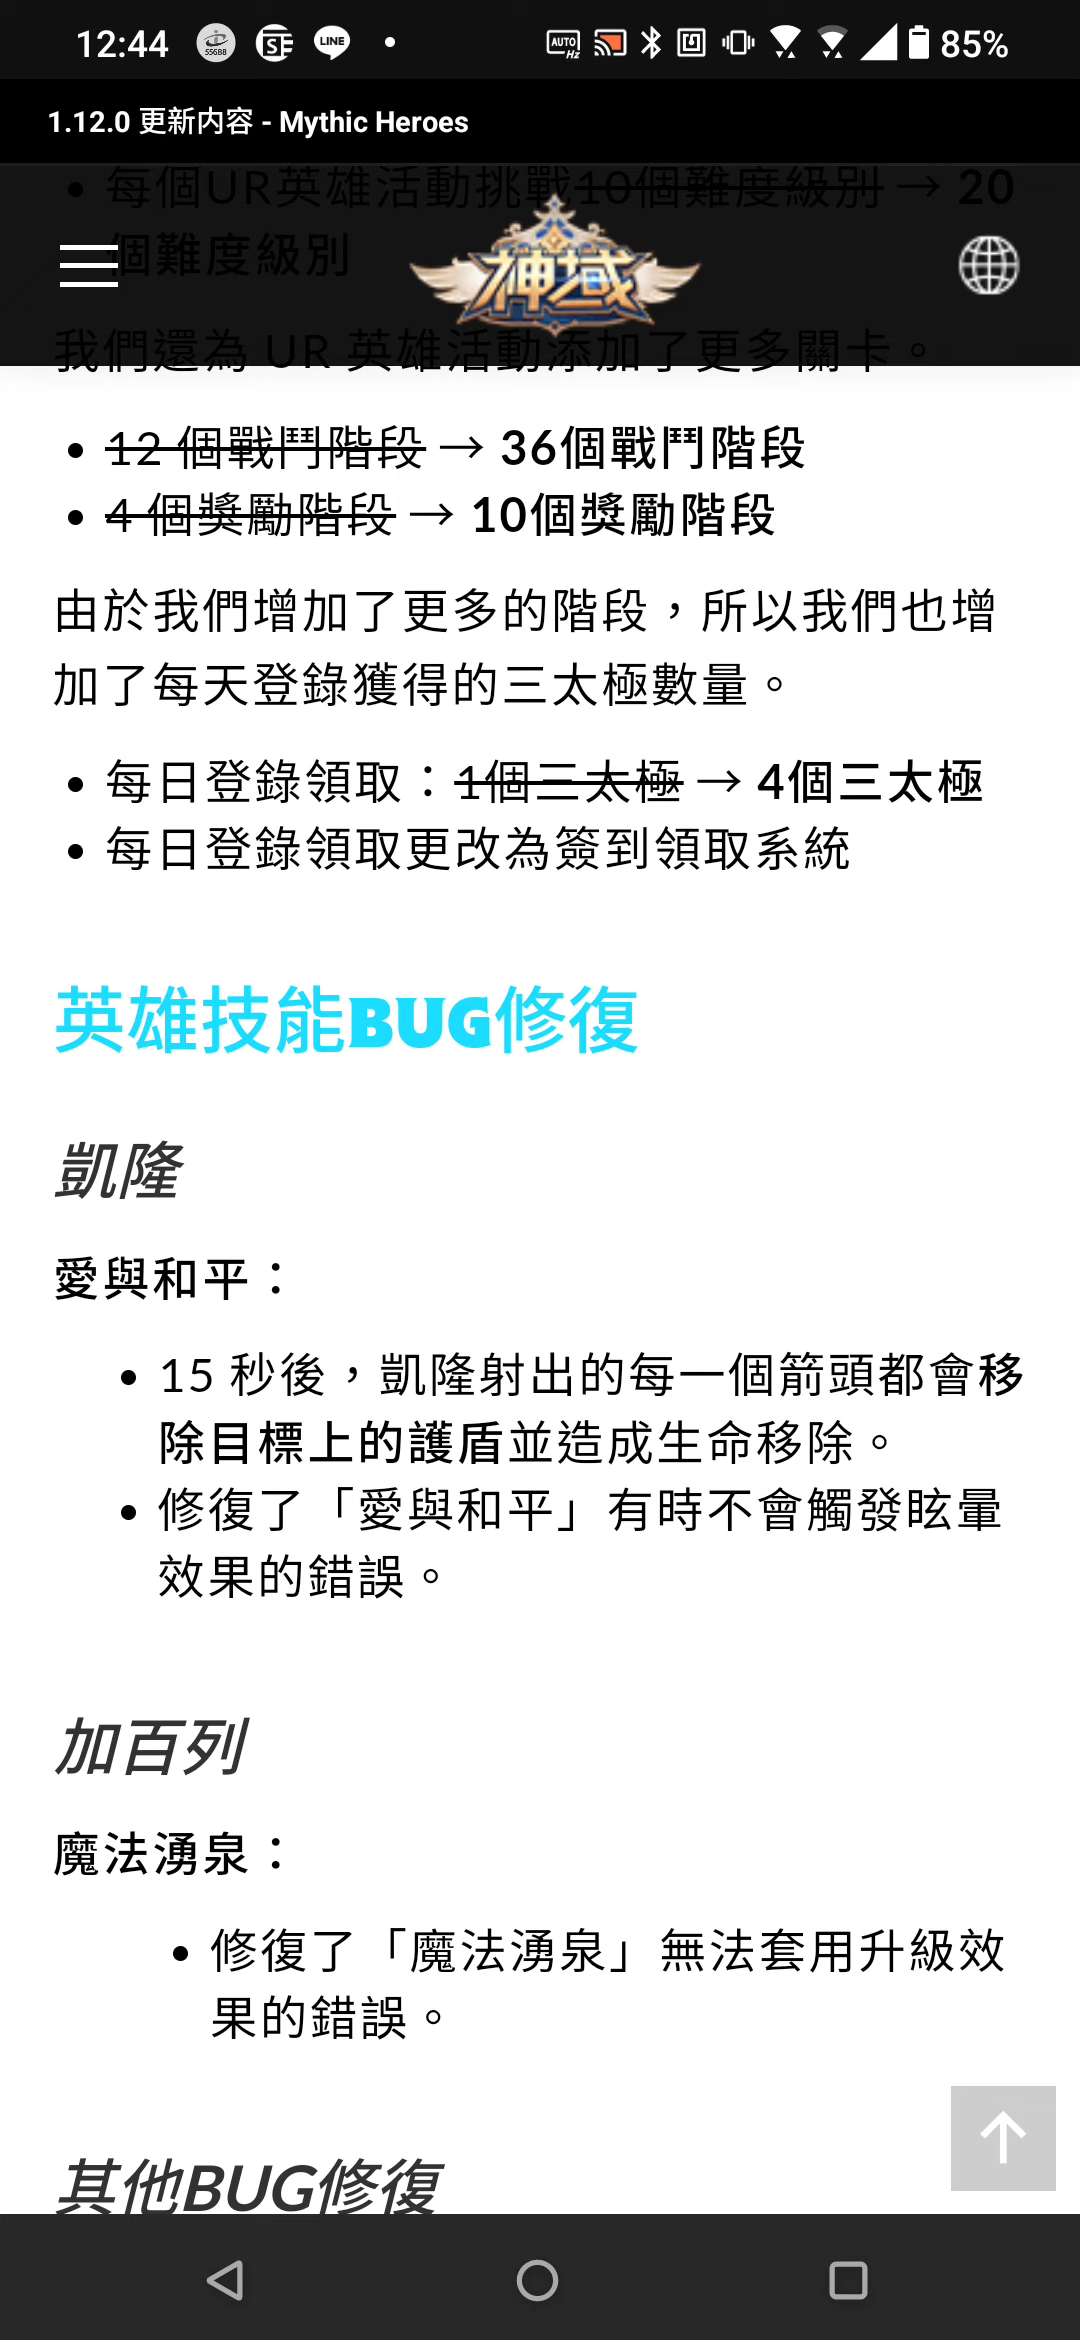 12:44
55688
LINE
AUTO Hz
85%
1.12.0 更新内容 - Mythic Heroes
每個UR英雄活動挑戰10個難度級別 → 20
個難度級別
神域
我們還為 UR 英雄活動添加了更多關卡。
12 個戰鬥階段 → 36個戰鬥階段
4 個獎勵階段 → 10個獎勵階段
由於我們增加了更多的階段，所以我們也增
加了每天登錄獲得的三太極數量。
每日登錄領取：1個三太極 → 4個三太極
每日登錄領取更改為簽到領取系統
英雄技能BUG修復
凱隆
愛與和平：
15 秒後，凱隆射出的每一個箭頭都會移
除目標上的護盾並造成生命移除。
修復了「愛與和平」有時不會觸發眩暈
效果的錯誤。
加百列
魔法湧泉：
修復了「魔法湧泉」無法套用升級效
果的錯誤。
其他BUG修復